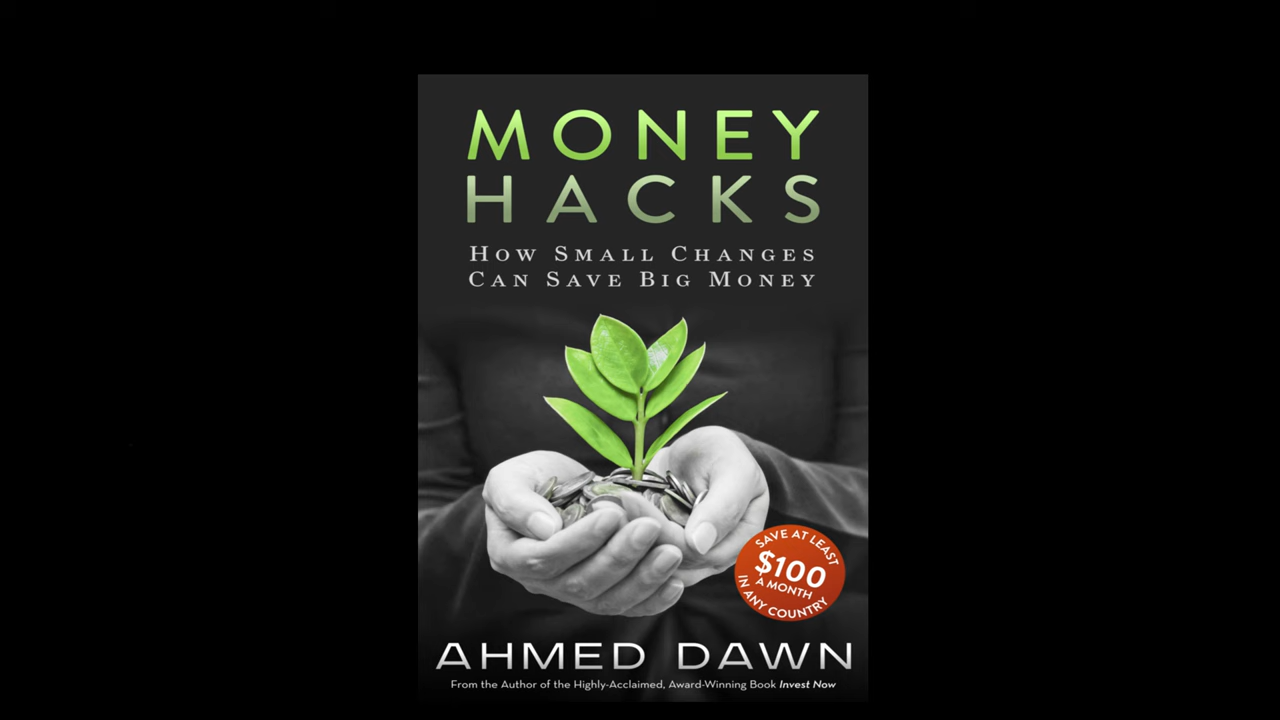 MONEY
HACKS
How Small Changes
Can Save Big Money
SAVE AT LEAST
$100
A MONTH
IN ANY COUNTRY
AHMED DAWN
From the Author of the Highly-Acclaimed, Award-Winning Book Invest Now